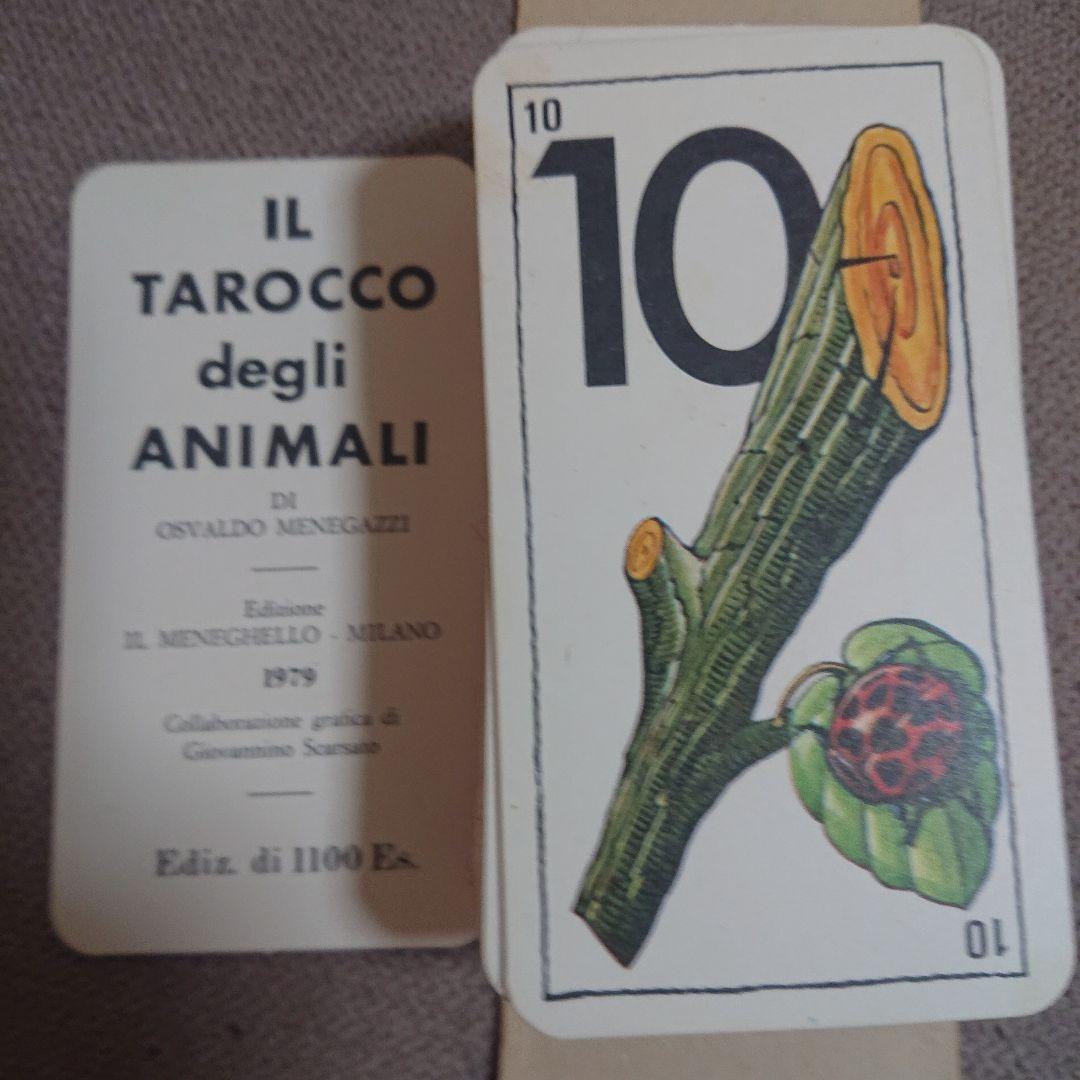 IL
TAROCCO
degli
ANIMALI
DI
OSVALDO MENEGAZZI
Edizione
IL MENEGHELLO - MILANO
1979
Collaborazione grafica di
Giovannino Scarsato
Ediz. di 1100 Es.
10
10
10